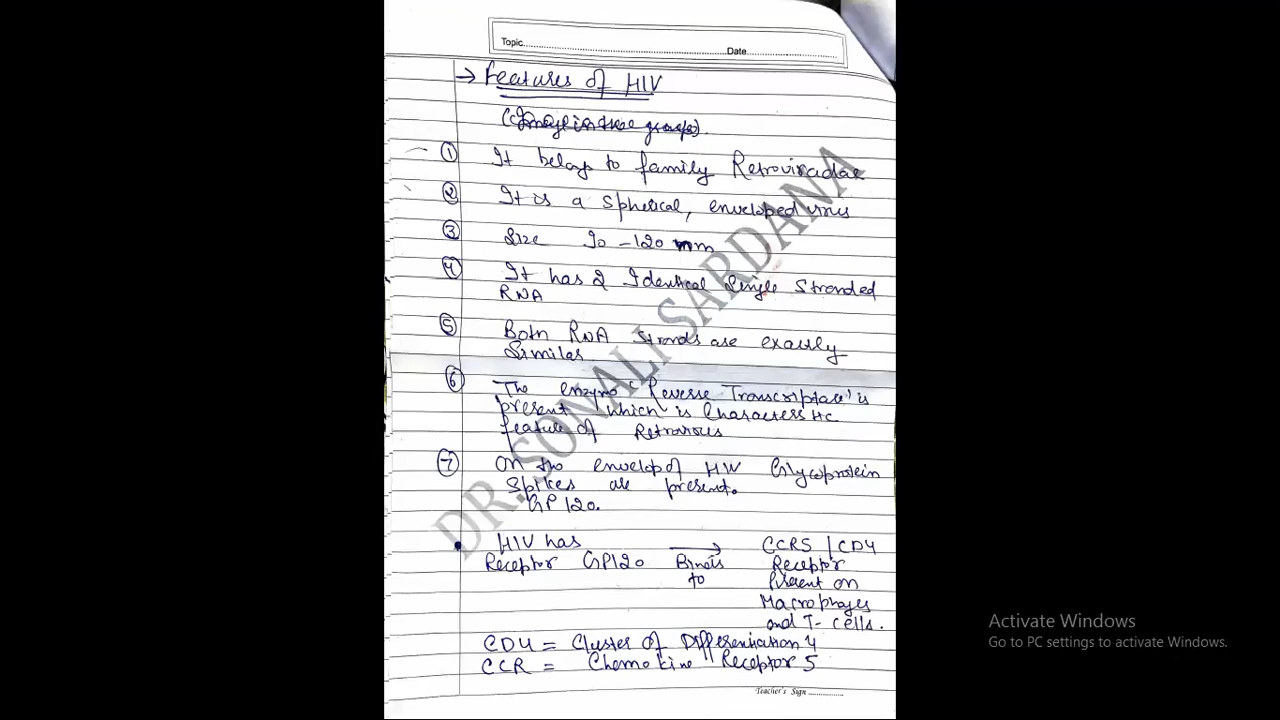 Topic..........Date..........
→ Features of HIV
① It belong to family Retroviradae
② It is a Spherical, enveloped virus
③ Size 90 - 120 nm
④ It has 2 Identical Single Stranded
RNA
⑤ Both RNA Strands are exactly
Similar
⑥ The enzyme 'Reverse Transcriptase' is
present which is Characteristic
feature of Retrovirus
⑦ On the envelop of HIV Glycoprotein
Spikes are present.
GP 120.
• HIV has → CCR5 / CD4
Receptor GP120 Binds Receptor
to Present on
Macrophages
and T- cells.
CD4 = Cluster of Differentiation 4
CCR = Chemokine Receptor 5
Teacher's Sign..........
DR. SONALI SARDANA
Activate Windows
Go to PC settings to activate Windows.